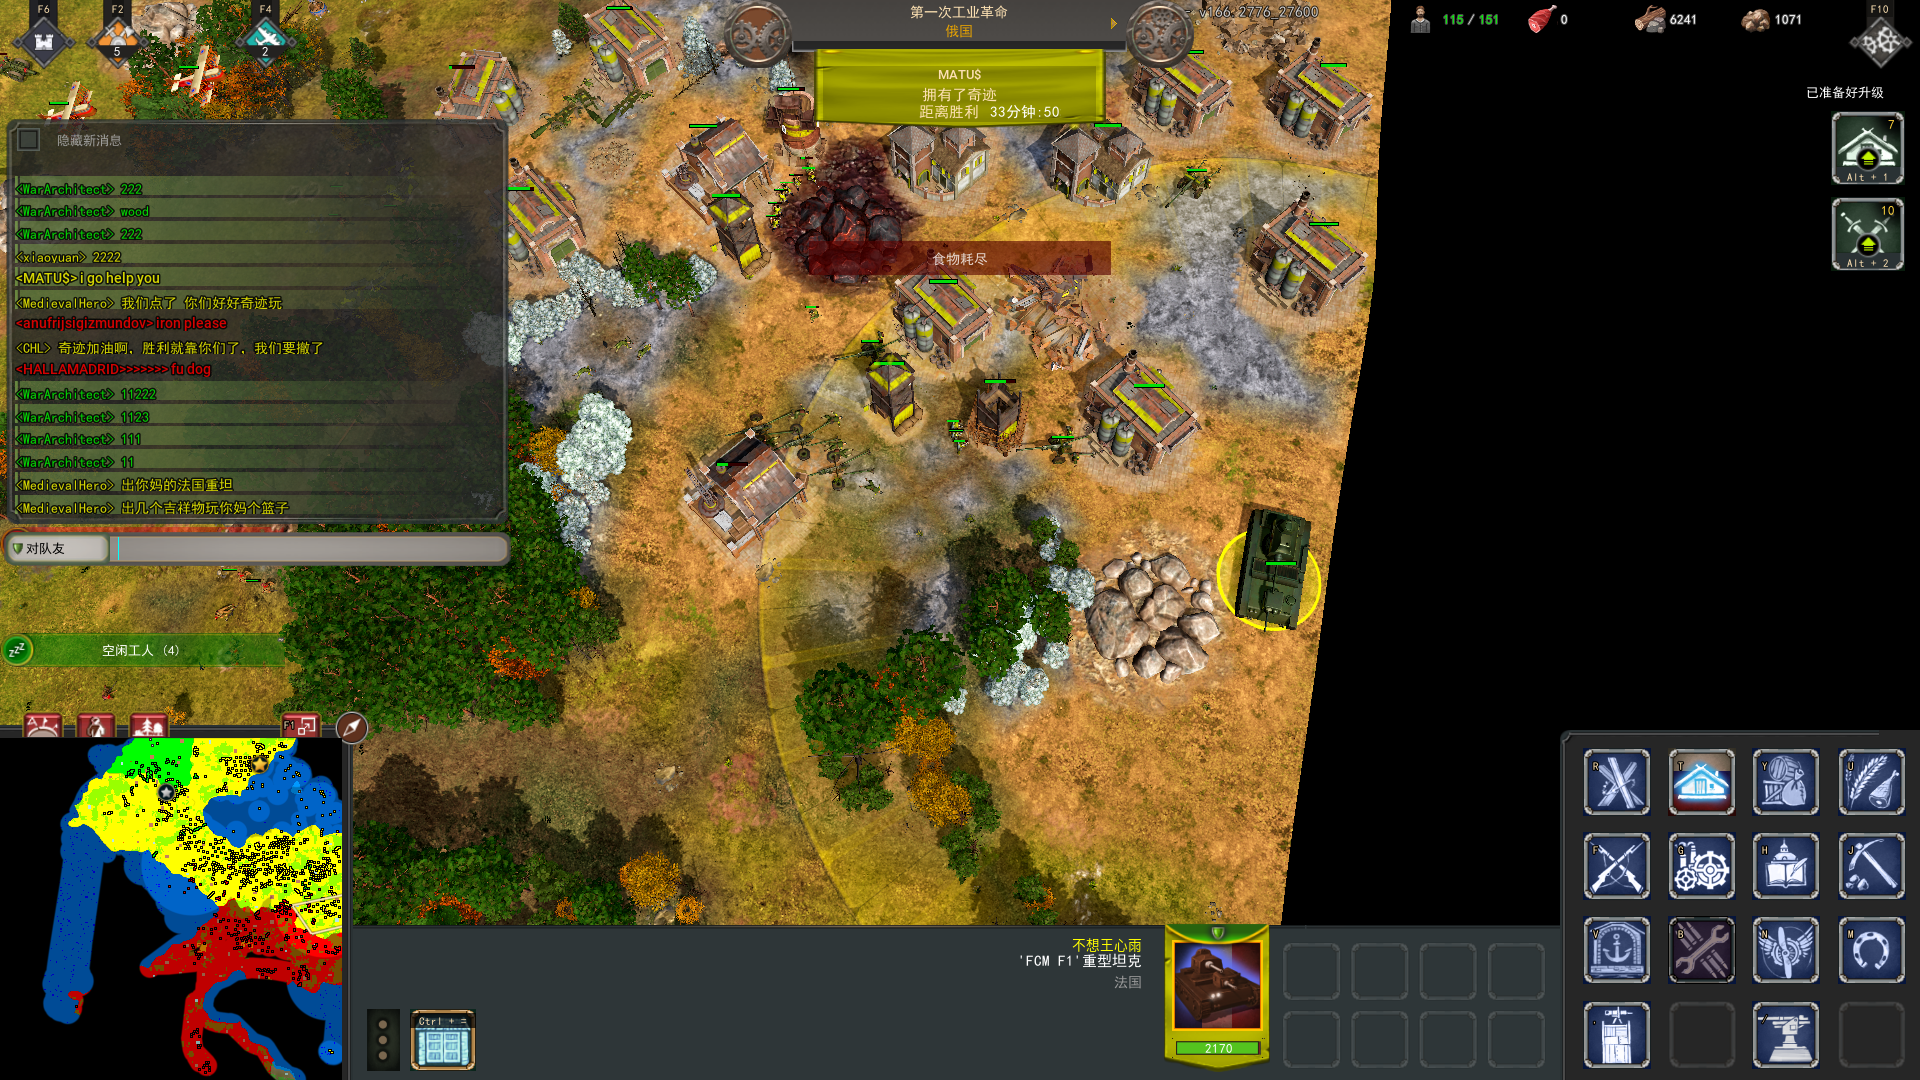 F6
F2
F4
5
2
第一次工业革命
俄国
v166.2776_27600
115 / 151
0
6241
1071
F10
MATU$
拥有了奇迹
距离胜利 33分钟:50
已准备好升级
7
Alt + 1
10
Alt + 2
隐藏新消息
<WarArchitect> 222
<WarArchitect> wood
<WarArchitect> 222
<xiaoyuan> 2222
<MATU$> i go help you
<MedievalHero> 我们点了 你们好好奇迹玩
<anufrijsigizmundov> iron please
<CHL> 奇迹加油啊，胜利就靠你们了，我们要撤了
<HALLAMADRID>>>>>>> fu dog
<WarArchitect> 11222
<WarArchitect> 1123
<WarArchitect> 111
<WarArchitect> 11
<MedievalHero> 出你妈的法国重坦
<MedievalHero> 出几个吉祥物玩你妈个篮子
食物耗尽
对队友
zzZ
空闲工人 (4)
F1
不想王心雨
'FCM F1'重型坦克
法国
2170
Ctrl + =
R
T
Y
U
F
G
H
J
V
B
N
M
/